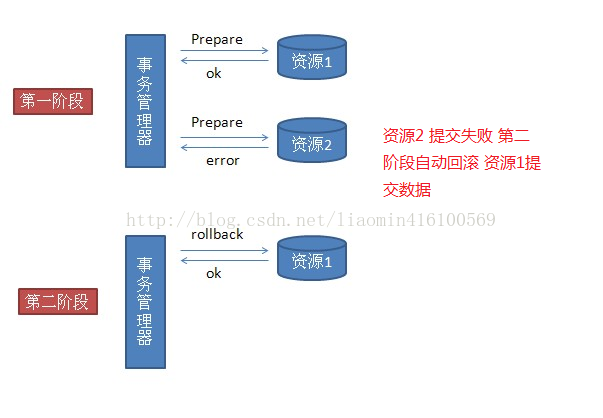 Prepare
ok
资源1
事务管理器
第一阶段
Prepare
error
资源2
资源2 提交失败 第二
阶段自动回滚 资源1提
交数据
http://blog.csdn.net/liaomin416100569
rollback
ok
资源1
事务管理器
第二阶段